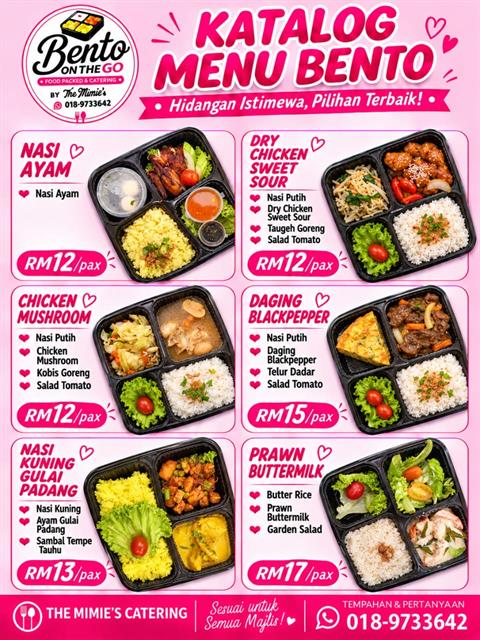 Bento
ON THE GO
FOOD PACKED & CATERING
BY The Mimie's
018-9733642
KATALOG
MENU BENTO
Hidangan Istimewa, Pilihan Terbaik!
NASI
AYAM
Nasi Ayam
RM12/pax
DRY
CHICKEN
SWEET
SOUR
Nasi Putih
Dry Chicken
Sweet Sour
Taugeh Goreng
Salad Tomato
RM12/pax
CHICKEN
MUSHROOM
Nasi Putih
Chicken
Mushroom
Kobis Goreng
Salad Tomato
RM12/pax
DAGING
BLACKPEPPER
Nasi Putih
Daging
Blackpepper
Telur Dadar
Salad Tomato
RM15/pax
NASI
KUNING
GULAI
PADANG
Nasi Kuning
Ayam Gulai
Padang
Sambal Tempe
Tauhu
RM13/pax
PRAWN
BUTTERMILK
Butter Rice
Prawn
Buttermilk
Garden Salad
RM17/pax
THE MIMIE'S CATERING
Sesuai untuk
Semua Majlis!
TEMPAHAN & PERTANYAAN
018-9733642